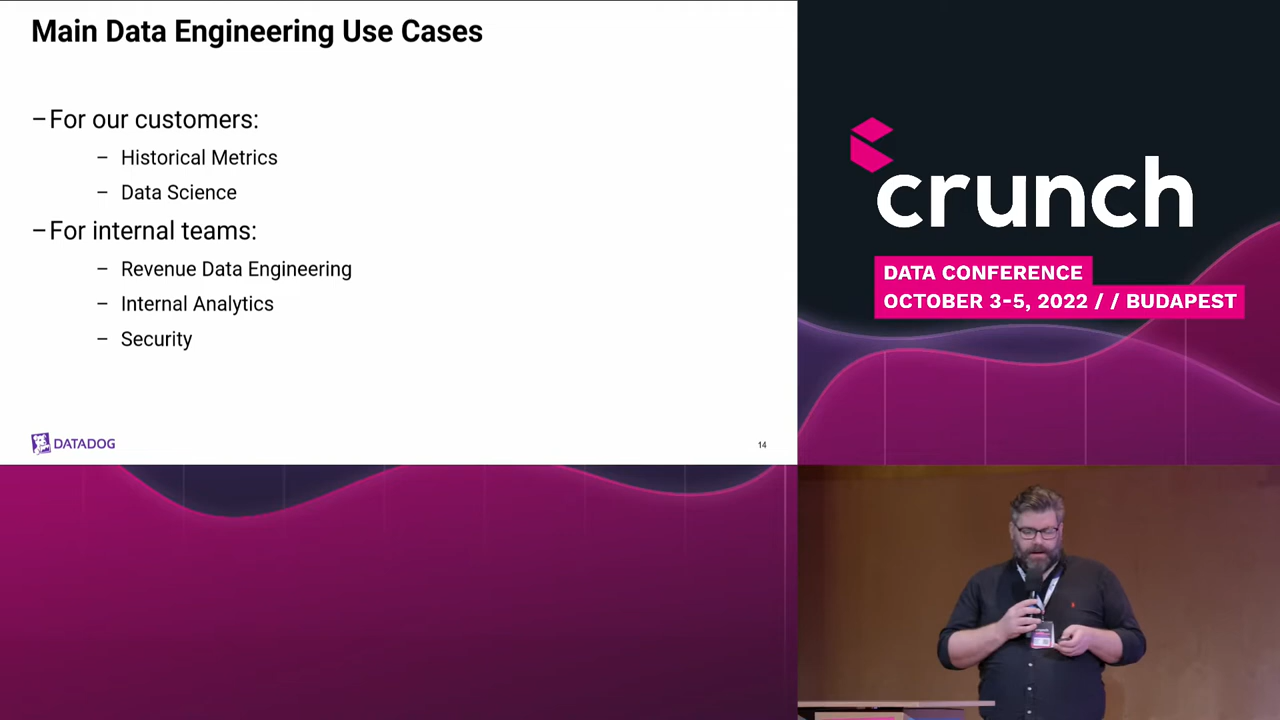 Main Data Engineering Use Cases
–For our customers:
– Historical Metrics
– Data Science
–For internal teams:
– Revenue Data Engineering
– Internal Analytics
– Security
DATADOG
14
crunch
DATA CONFERENCE
OCTOBER 3-5, 2022 / / BUDAPEST